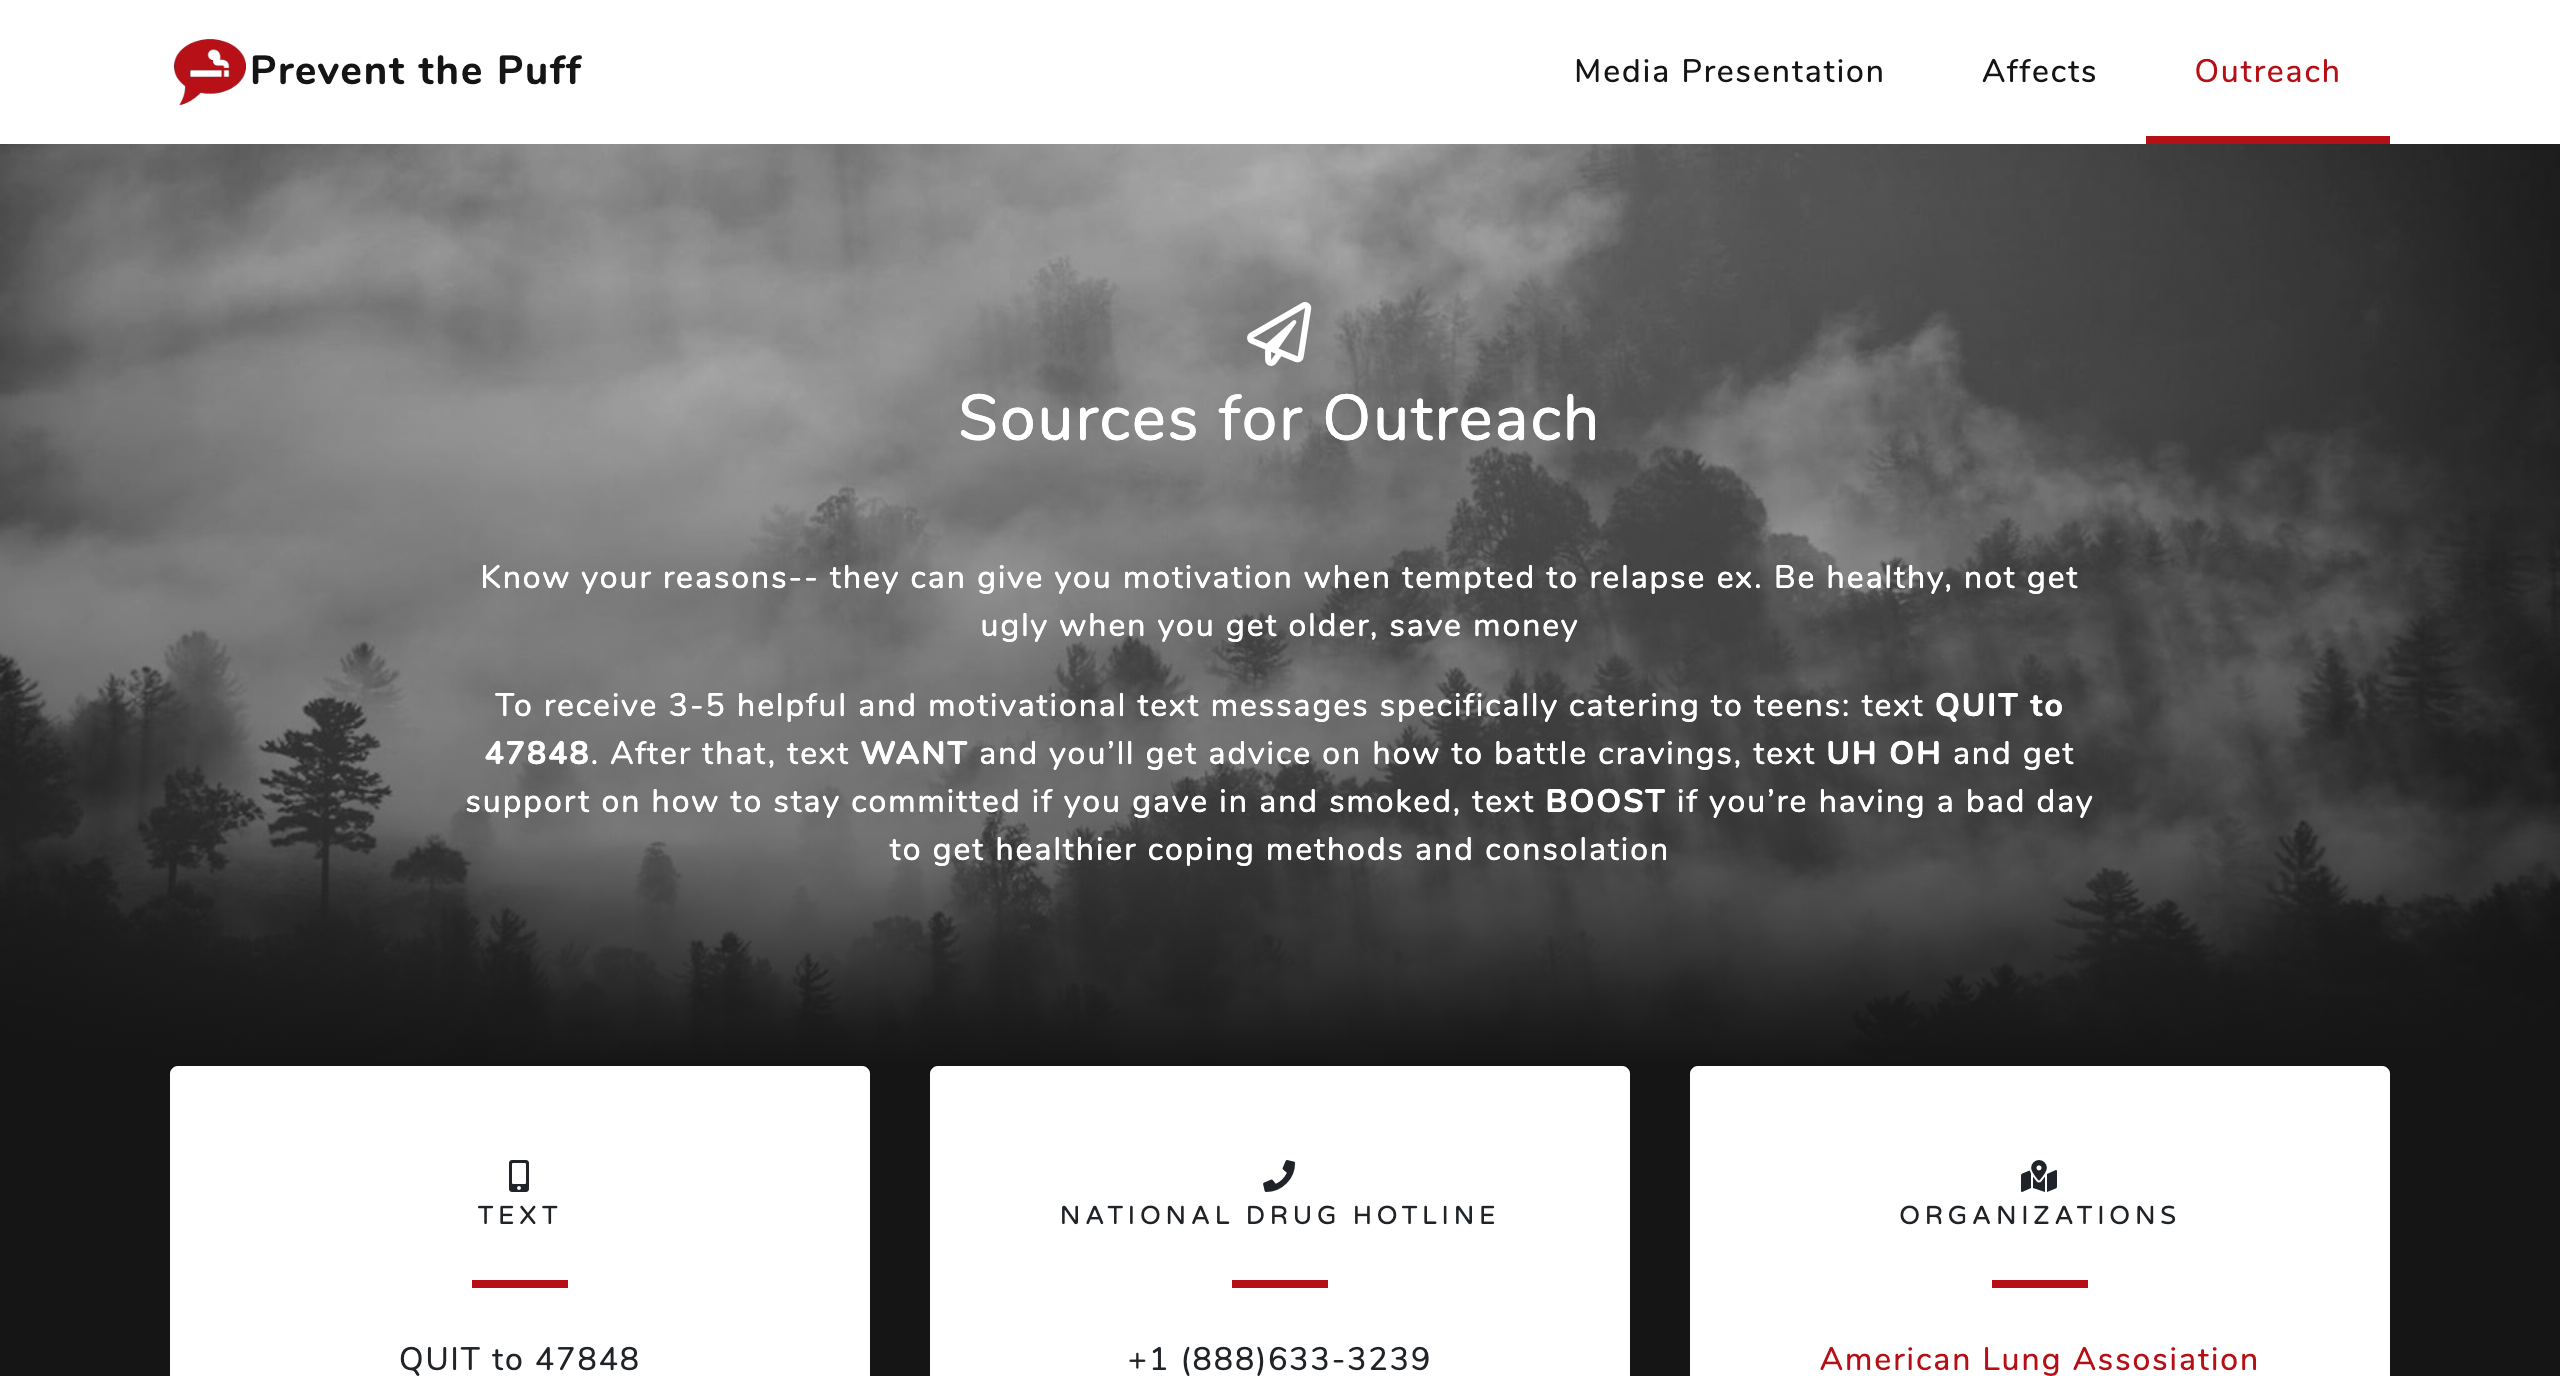 Prevent the Puff
Media Presentation
Affects
Outreach
Sources for Outreach
Know your reasons-- they can give you motivation when tempted to relapse ex. Be healthy, not get
ugly when you get older, save money
To receive 3-5 helpful and motivational text messages specifically catering to teens: text QUIT to
47848. After that, text WANT and you’ll get advice on how to battle cravings, text UH OH and get
support on how to stay committed if you gave in and smoked, text BOOST if you’re having a bad day
to get healthier coping methods and consolation
TEXT
QUIT to 47848
NATIONAL DRUG HOTLINE
+1 (888)633-3239
ORGANIZATIONS
American Lung Assosiation